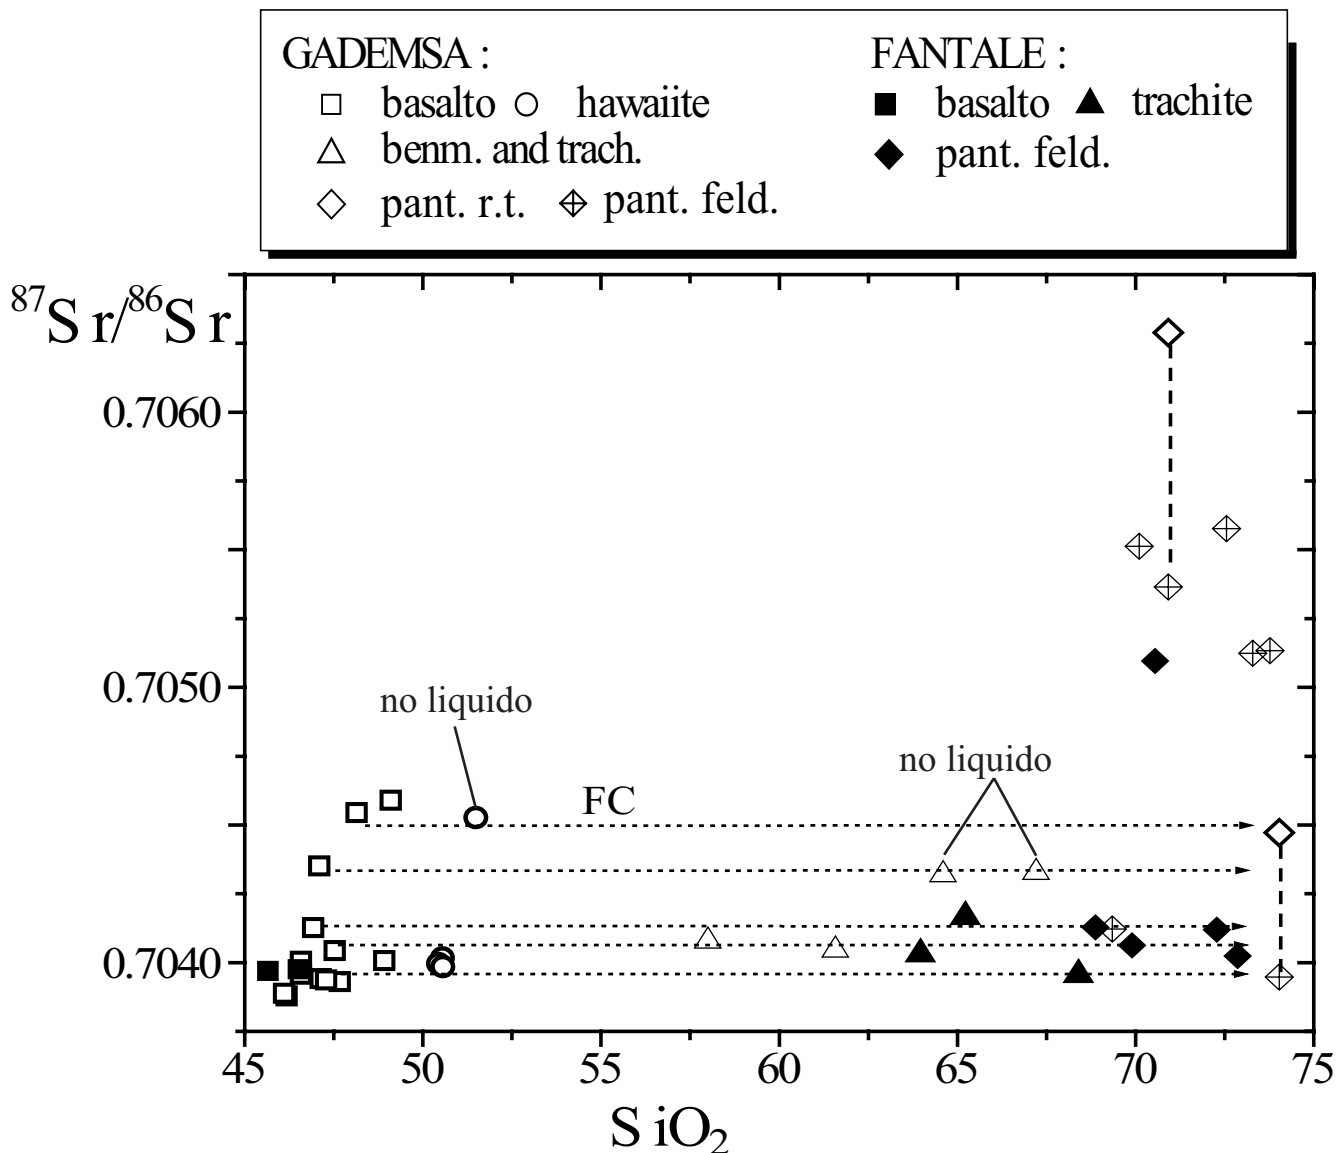 GADEMSA : FANTALE :
basalto hawaiite basalto trachite
benm. and trach. pant. feld.
pant. r.t. pant. feld.
87Sr/86Sr
0.7060
0.7050
no liquido
no liquido
FC
0.7040
45 50 55 60 65 70 75
SiO2